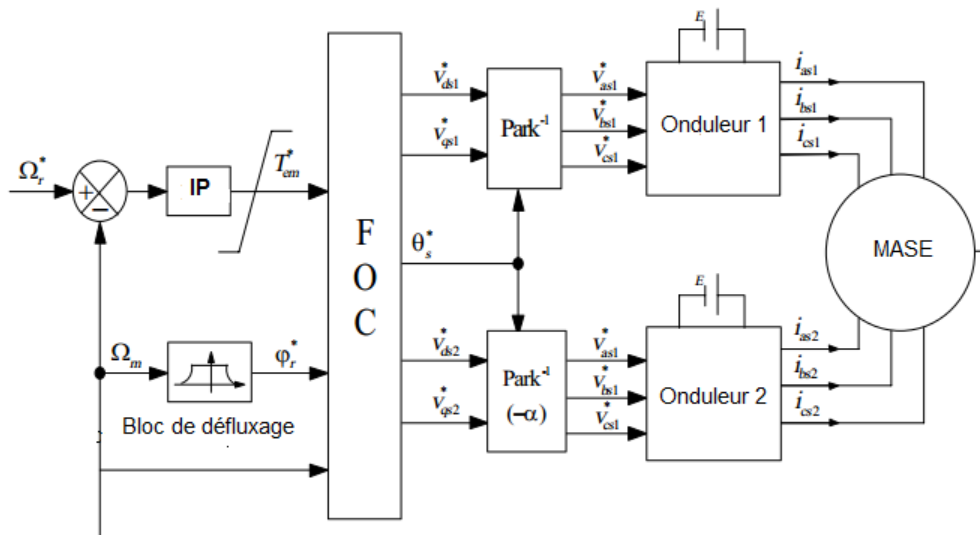 Ω*r
+
−
IP
T*em
F
O
C
v*ds1
v*qs1
θ*s
v*ds2
v*qs2
Park-1
Park-1
(−α)
v*as1
v*bs1
v*cs1
v*as1
v*bs1
v*cs1
E
Onduleur 1
ias1
ibs1
ics1
MASE
E
Onduleur 2
ias2
ibs2
ics2
Ωm
φ*r
Bloc de défluxage